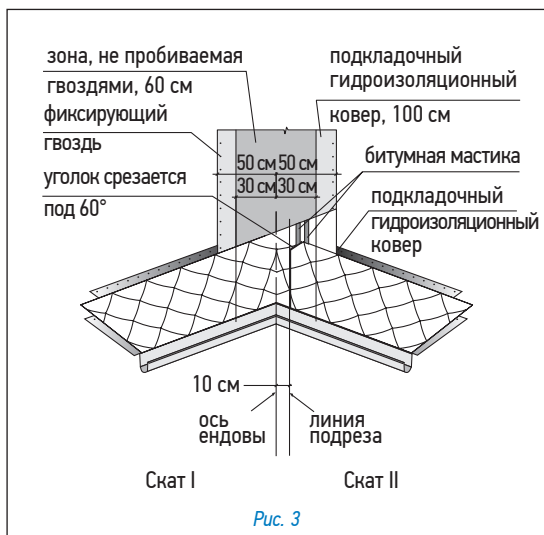 зона, не пробиваемая
гвоздями, 60 см
фиксирующий
гвоздь
уголок срезается
под 60°
подкладочный
гидроизоляционный
ковер, 100 см
битумная мастика
подкладочный
гидроизоляционный
ковер
50 см 50 см
30 см 30 см
10 см
ось
ендовы
линия
подреза
Скат I
Скат II
Рис. 3